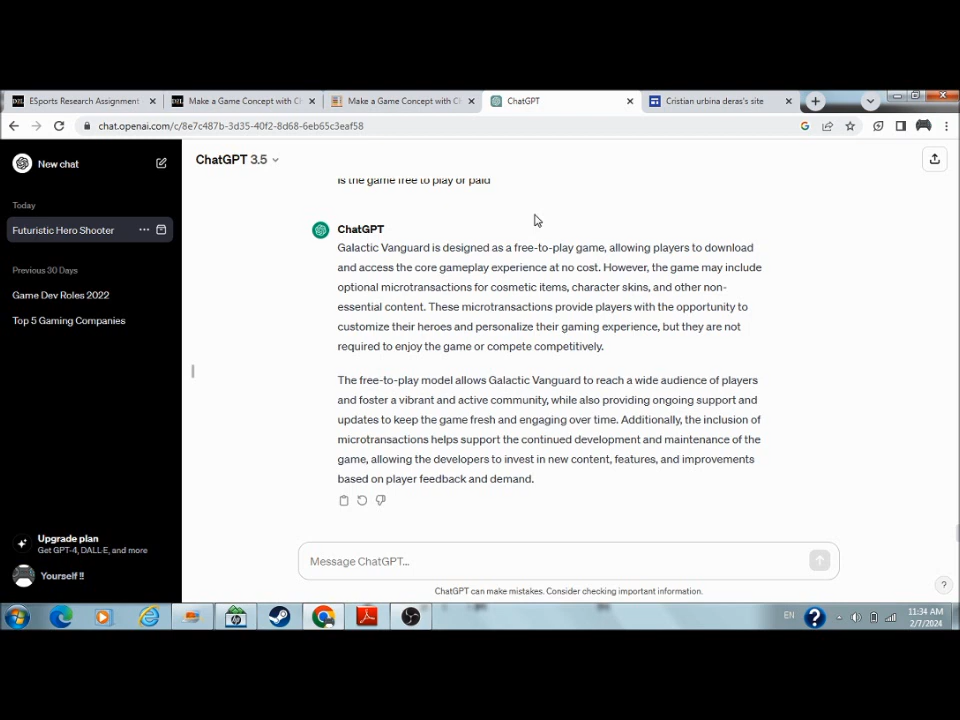 ESports Research Assignment
Make a Game Concept with C
Make a Game Concept with C
ChatGPT
Cristian urbina deras's site
chat.openai.com/c/8e7c487b-3d35-40f2-8d68-6eb65c3eaf58
New chat
ChatGPT 3.5
is the game free to play or paid
Today
Futuristic Hero Shooter
Previous 30 Days
Game Dev Roles 2022
Top 5 Gaming Companies
ChatGPT
Galactic Vanguard is designed as a free-to-play game, allowing players to download
and access the core gameplay experience at no cost. However, the game may include
optional microtransactions for cosmetic items, character skins, and other non-
essential content. These microtransactions provide players with the opportunity to
customize their heroes and personalize their gaming experience, but they are not
required to enjoy the game or compete competitively.
The free-to-play model allows Galactic Vanguard to reach a wide audience of players
and foster a vibrant and active community, while also providing ongoing support and
updates to keep the game fresh and engaging over time. Additionally, the inclusion of
microtransactions helps support the continued development and maintenance of the
game, allowing the developers to invest in new content, features, and improvements
based on player feedback and demand.
Upgrade plan
Get GPT-4, DALL·E, and more
Yourself !!
Message ChatGPT...
ChatGPT can make mistakes. Consider checking important information.
?
EN
11:34 AM
2/7/2024